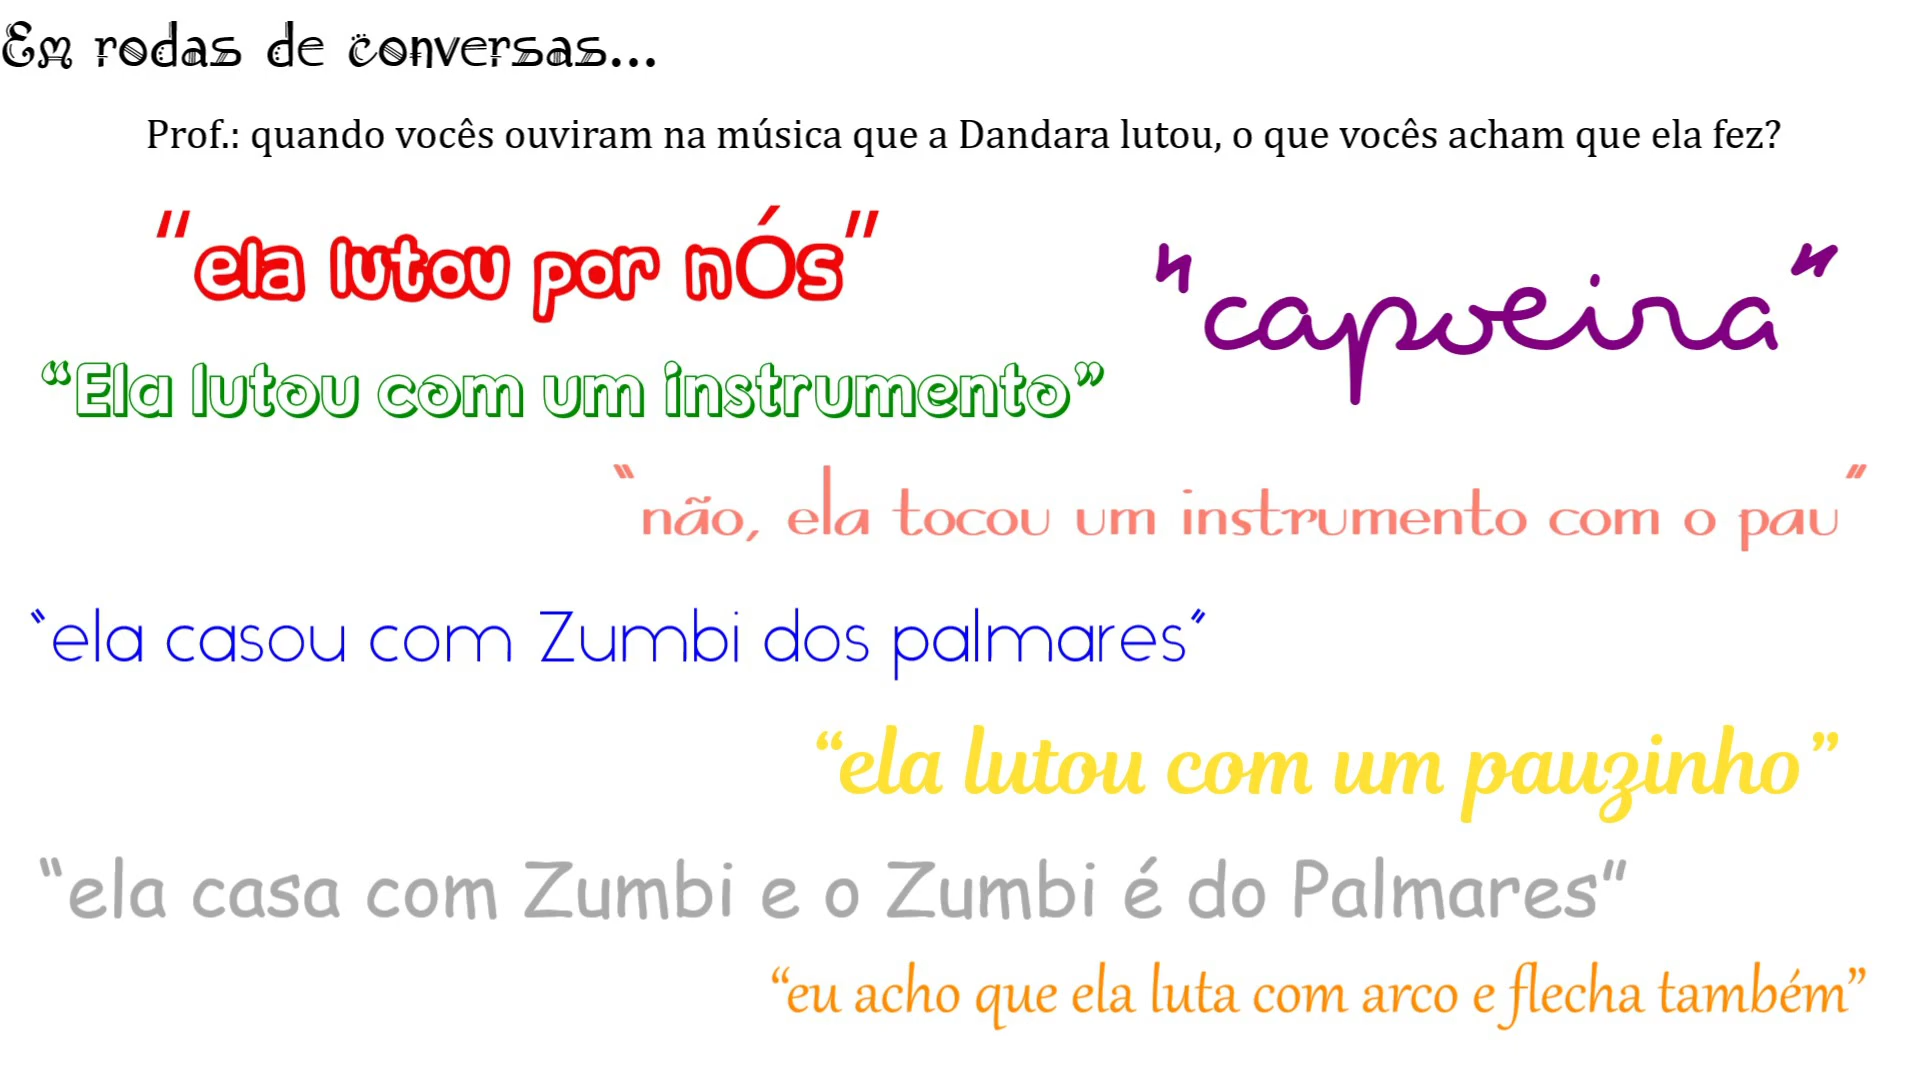 Em rodas de conversas...
Prof.: quando vocês ouviram na música que a Dandara lutou, o que vocês acham que ela fez?
"ela lutou por nÓs"
"capoeira"
“Ela lutou com um instrumento”
“não, ela tocou um instrumento com o pau”
“ela casou com Zumbi dos palmares”
“ela lutou com um pauzinho”
“ela casa com Zumbi e o Zumbi é do Palmares”
“eu acho que ela luta com arco e flecha também”